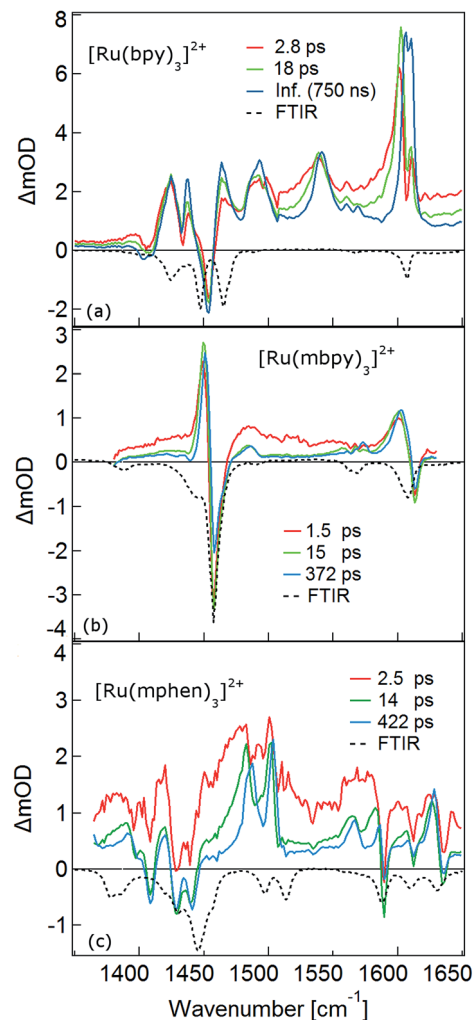 8
6
4
2
0
-2
ΔmOD
[Ru(bpy)₃]²⁺
2.8 ps
18 ps
Inf. (750 ns)
FTIR
(a)
3
2
1
0
-1
-2
-3
-4
ΔmOD
[Ru(mbpy)₃]²⁺
1.5 ps
15 ps
372 ps
FTIR
(b)
4
3
2
1
0
-1
ΔmOD
[Ru(mphen)₃]²⁺
2.5 ps
14 ps
422 ps
FTIR
(c)
1400 1450 1500 1550 1600 1650
Wavenumber [cm⁻¹]